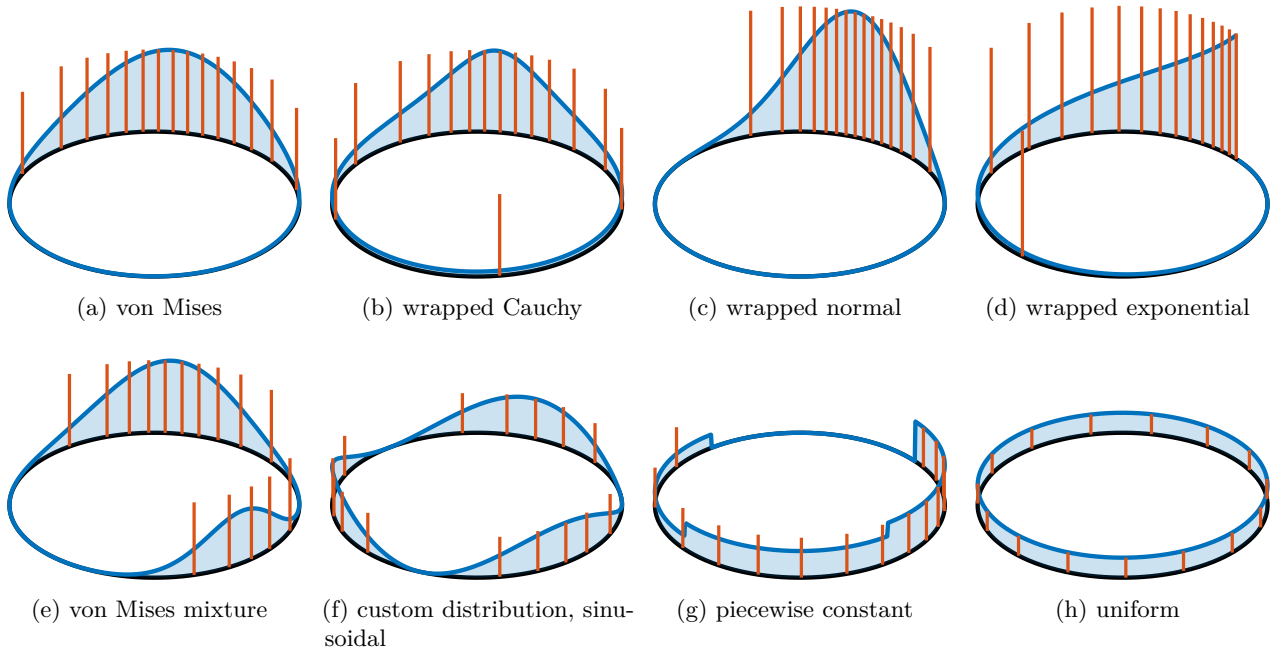 (a) von Mises
(b) wrapped Cauchy
(c) wrapped normal
(d) wrapped exponential
(e) von Mises mixture
(f) custom distribution, sinu-
soidal
(g) piecewise constant
(h) uniform